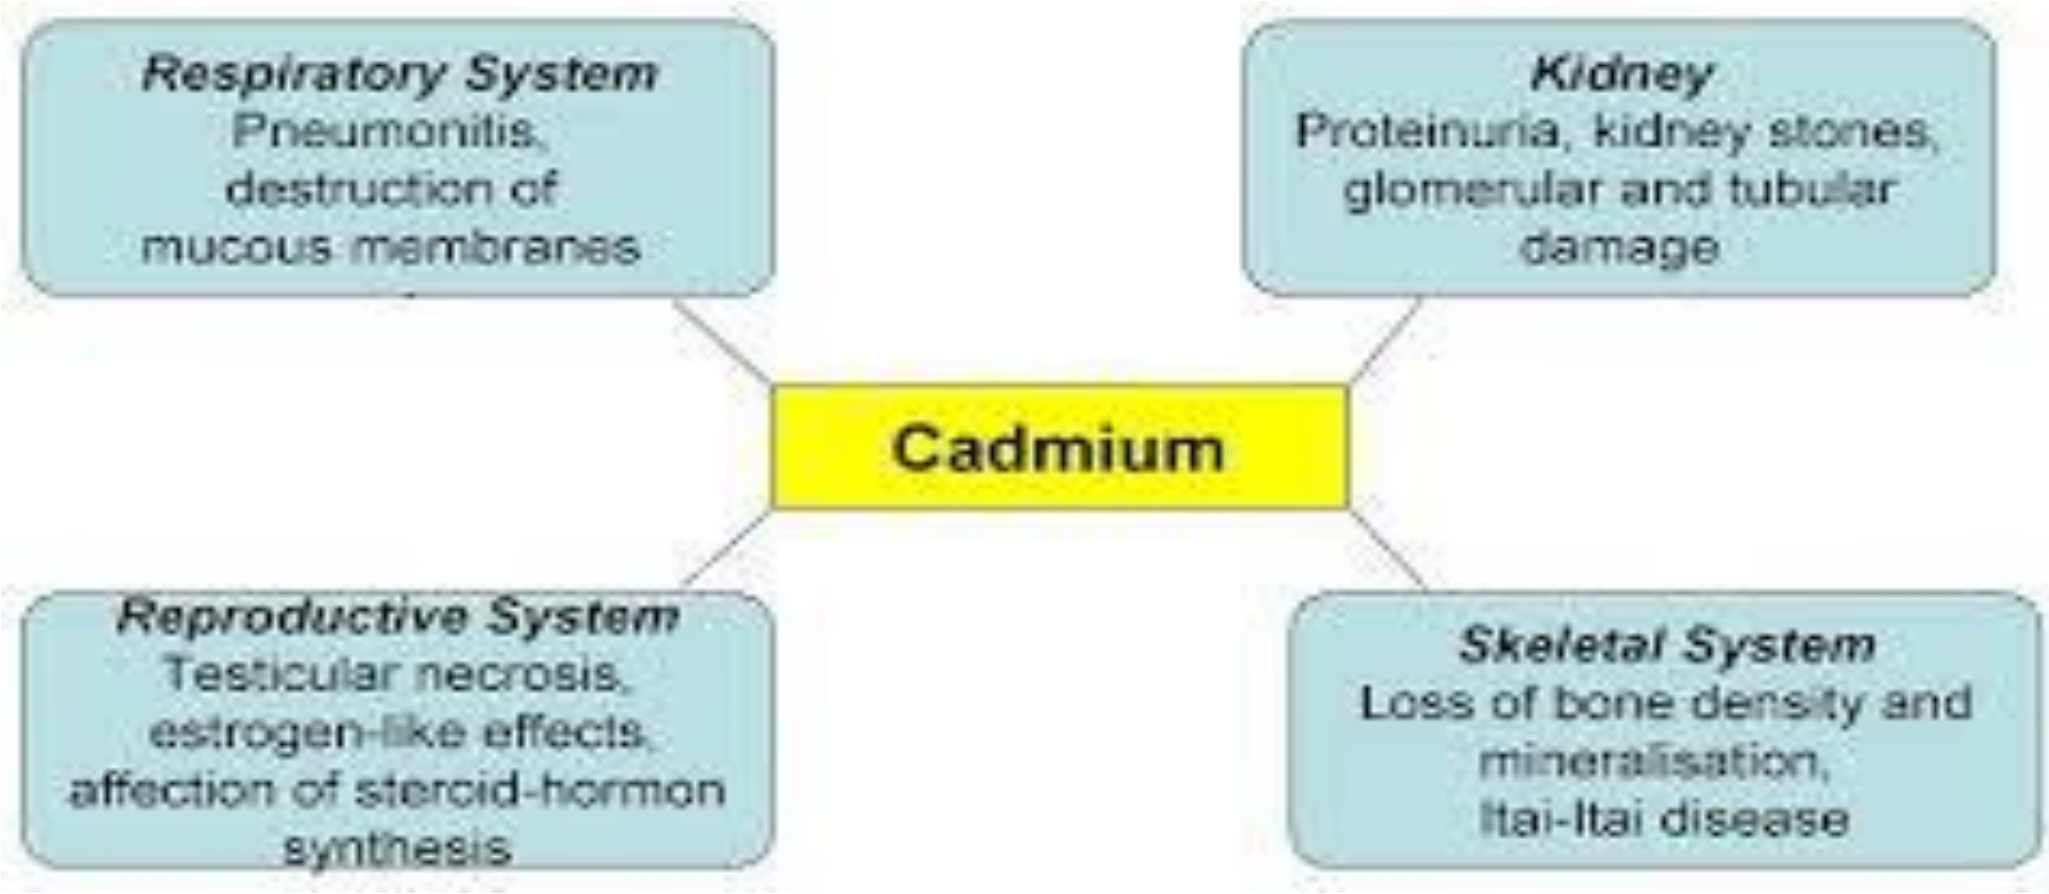 Respiratory System
Pneumonitis,
destruction of
mucous membranes
Kidney
Proteinuria, kidney stones,
glomerular and tubular
damage
Cadmium
Reproductive System
Testicular necrosis,
estrogen-like effects,
affection of steroid-hormon
synthesis
Skeletal System
Loss of bone density and
mineralisation,
Itai-Itai disease